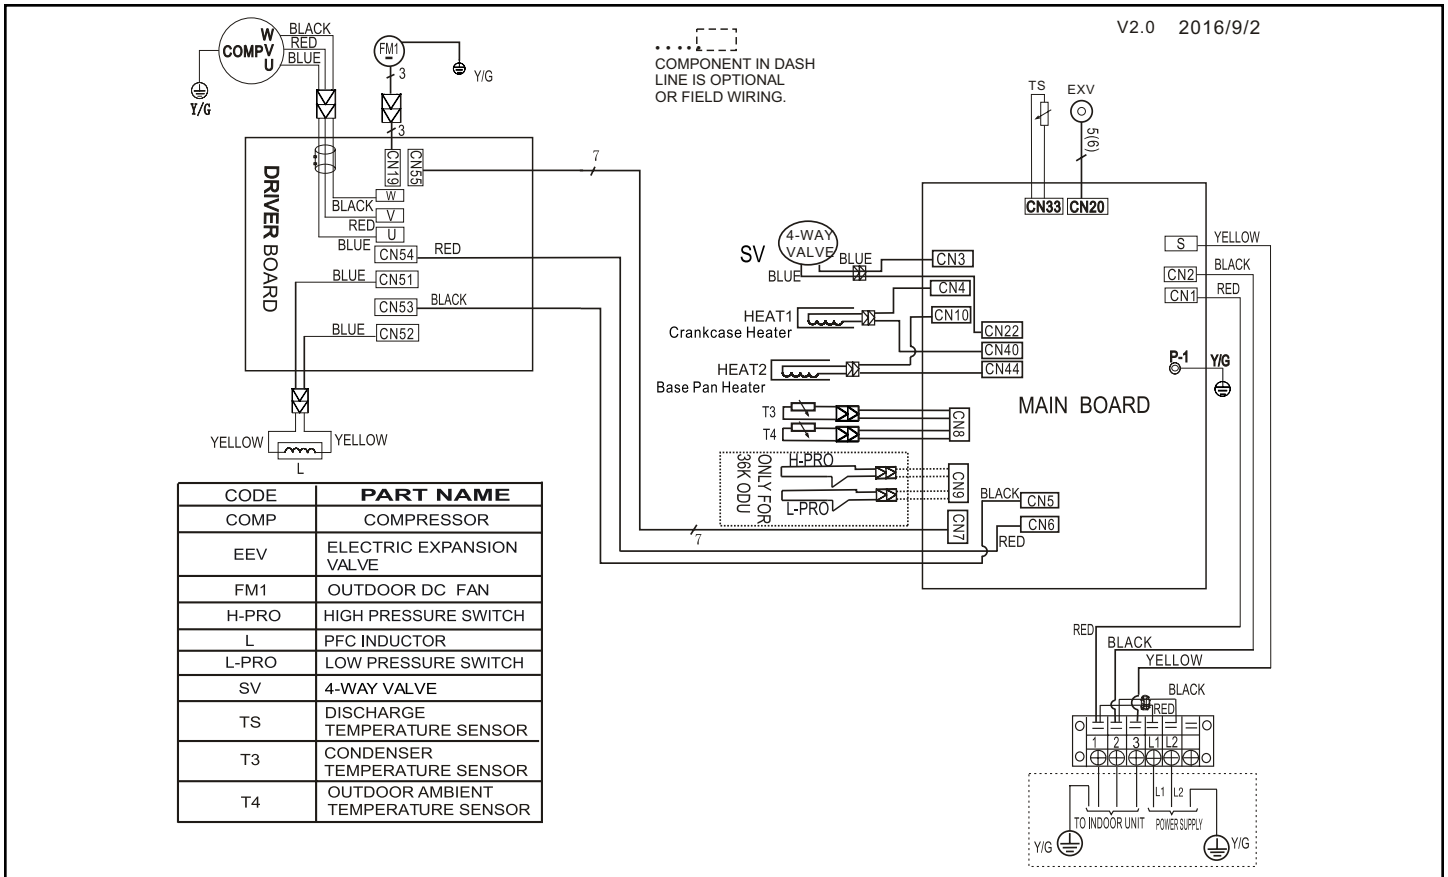 V2.0 2016/9/2
COMP
W
V
U
BLACK
RED
BLUE
Y/G
FM1
3
Y/G
3
COMPONENT IN DASH
LINE IS OPTIONAL
OR FIELD WIRING.
TS
EXV
5(6)
DRIVER BOARD
CN19
CN55
7
W
BLACK
V
RED
U
BLUE
CN54
RED
BLUE
CN51
CN53
BLACK
BLUE
CN52
YELLOW
YELLOW
L
CN33
CN20
SV
4-WAY
VALVE
BLUE
BLUE
CN3
CN4
HEAT1
Crankcase Heater
CN10
CN22
CN40
HEAT2
Base Pan Heater
CN44
T3
T4
CN8
ONLY FOR
36K ODU
H-PRO
L-PRO
CN9
CN7
7
BLACK
CN5
CN6
RED
MAIN BOARD
S
YELLOW
CN2
BLACK
CN1
RED
P-1
Y/G
RED
BLACK
YELLOW
BLACK
RED
1 2 3 L1 L2
L1 L2
TO INDOOR UNIT
POWER SUPPLY
Y/G
Y/G
CODE PART NAME
COMP COMPRESSOR
EEV ELECTRIC EXPANSION
VALVE
FM1 OUTDOOR DC FAN
H-PRO HIGH PRESSURE SWITCH
L PFC INDUCTOR
L-PRO LOW PRESSURE SWITCH
SV 4-WAY VALVE
TS DISCHARGE
TEMPERATURE SENSOR
T3 CONDENSER
TEMPERATURE SENSOR
T4 OUTDOOR AMBIENT
TEMPERATURE SENSOR